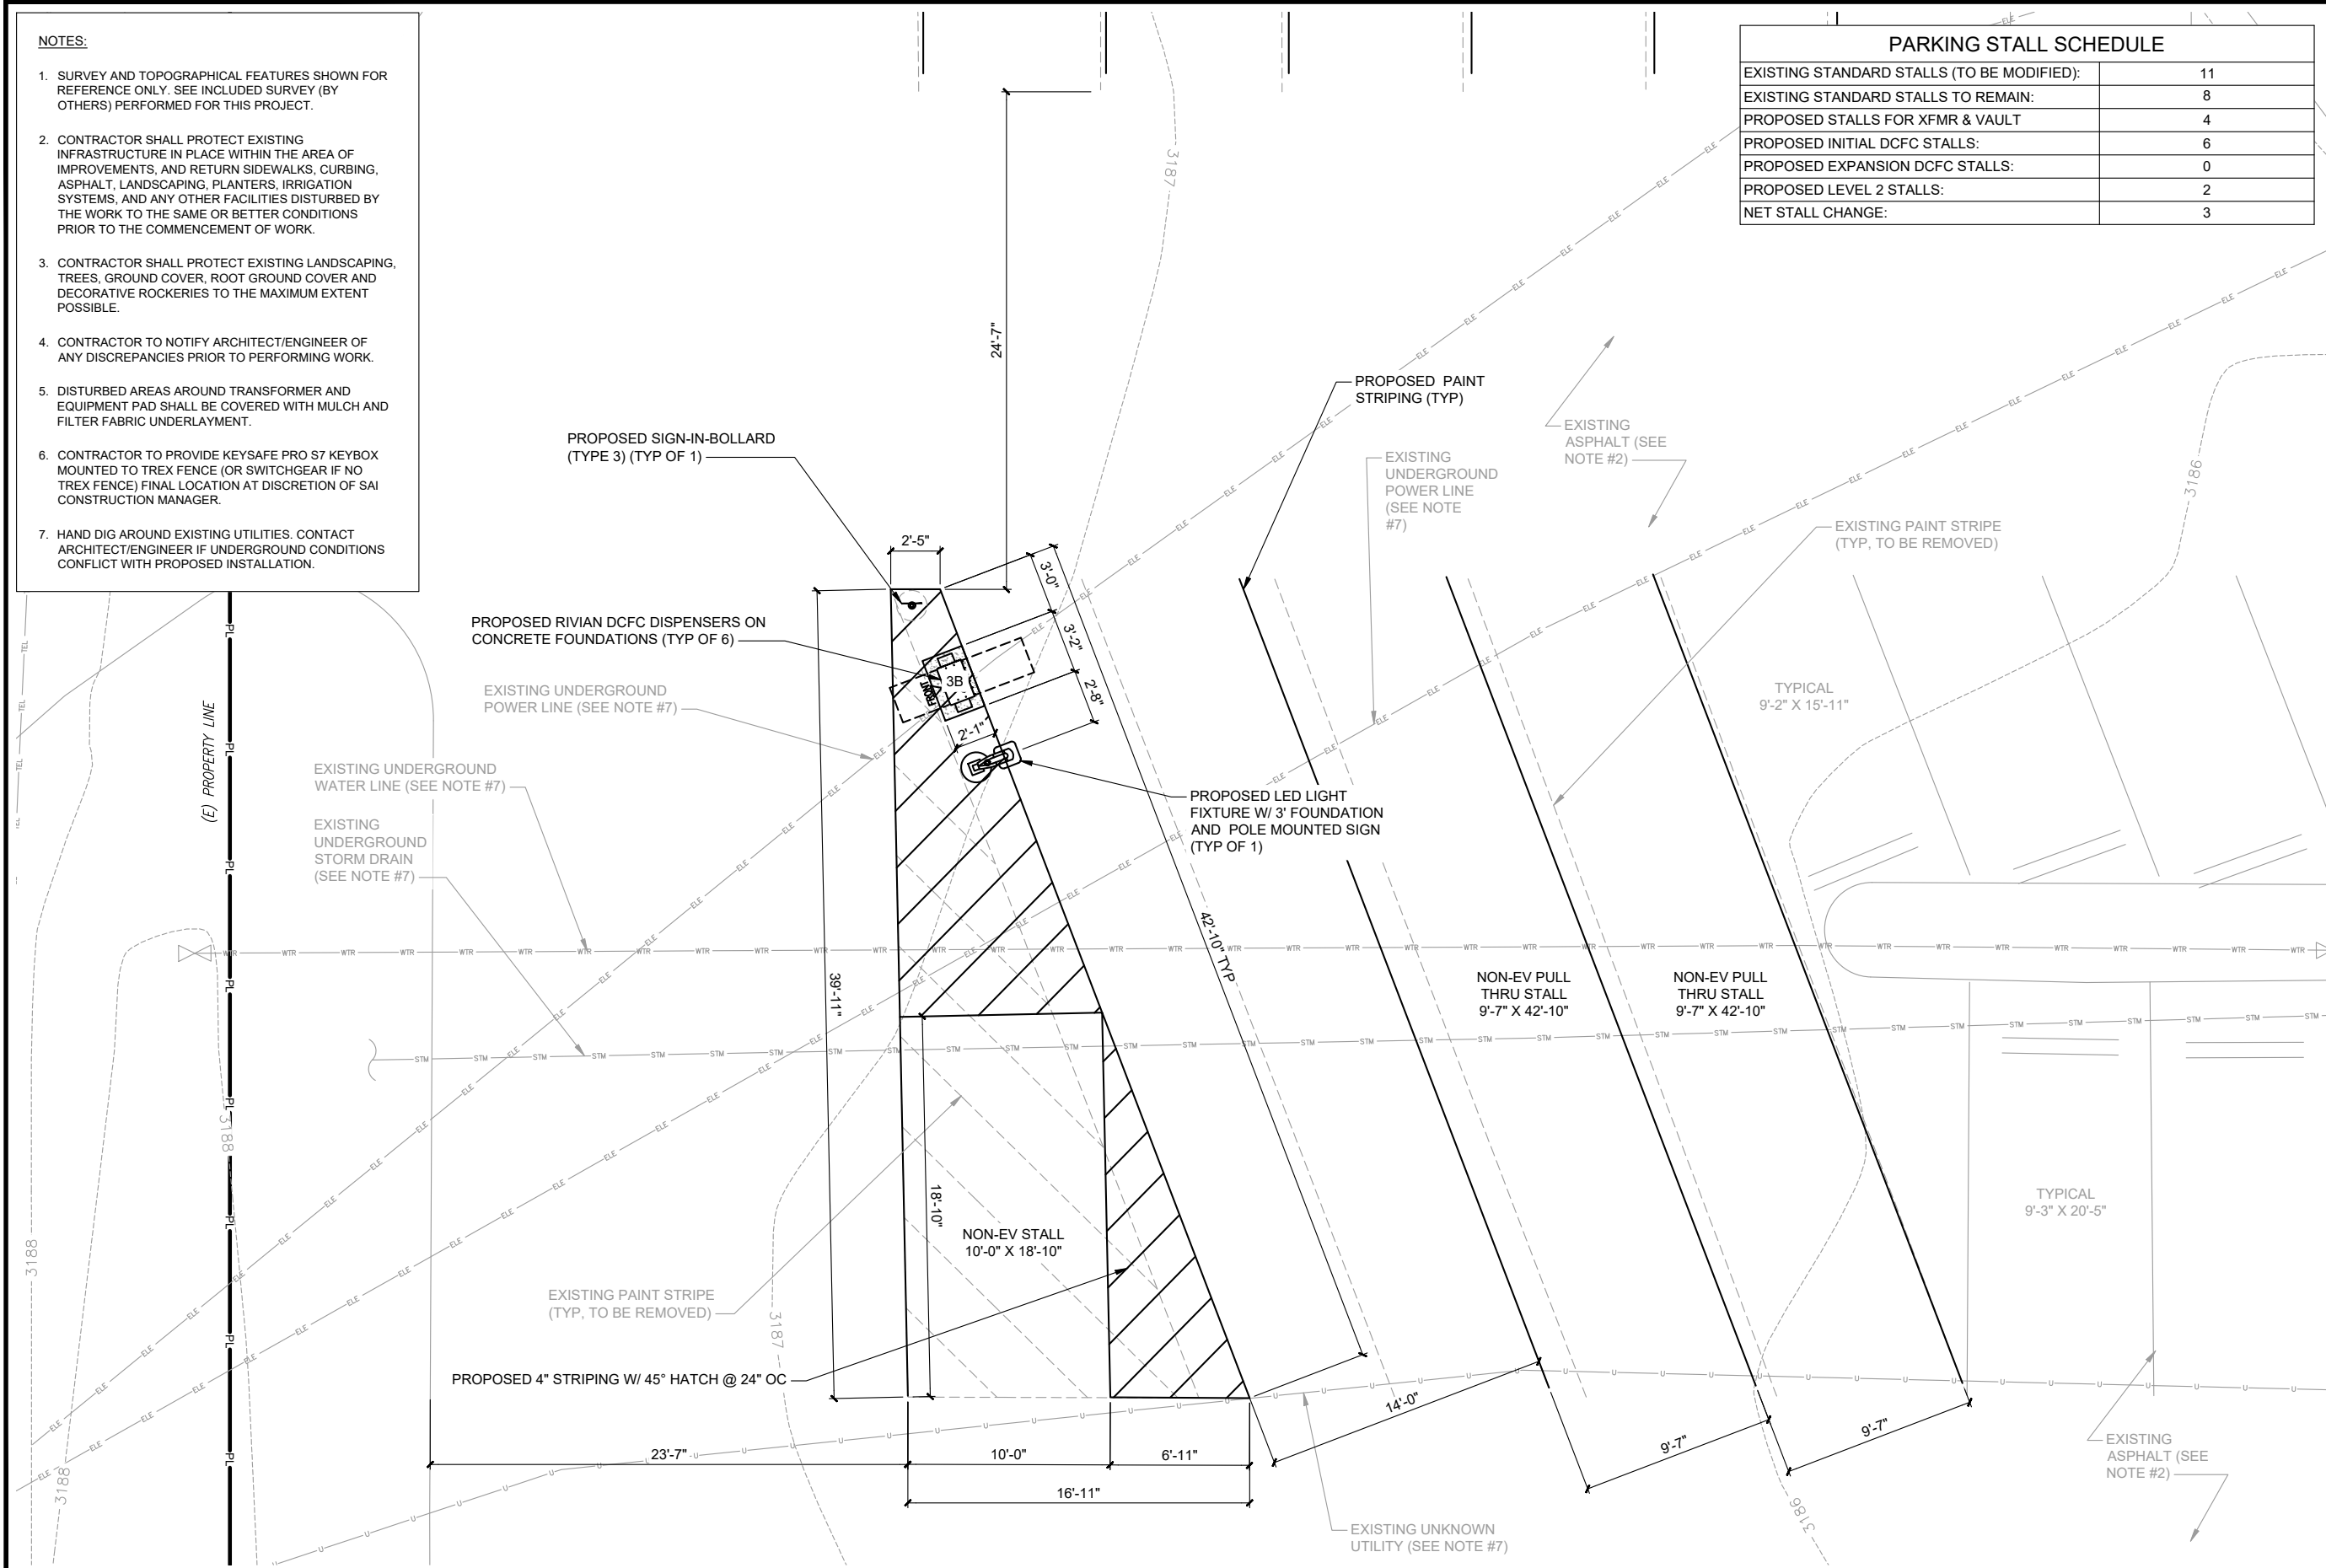 NOTES:
1. SURVEY AND TOPOGRAPHICAL FEATURES SHOWN FOR
REFERENCE ONLY. SEE INCLUDED SURVEY (BY
OTHERS) PERFORMED FOR THIS PROJECT.
2. CONTRACTOR SHALL PROTECT EXISTING
INFRASTRUCTURE IN PLACE WITHIN THE AREA OF
IMPROVEMENTS, AND RETURN SIDEWALKS, CURBING,
ASPHALT, LANDSCAPING, PLANTERS, IRRIGATION
SYSTEMS, AND ANY OTHER FACILITIES DISTURBED BY
THE WORK TO THE SAME OR BETTER CONDITIONS
PRIOR TO THE COMMENCEMENT OF WORK.
3. CONTRACTOR SHALL PROTECT EXISTING LANDSCAPING,
TREES, GROUND COVER, ROOT GROUND COVER AND
DECORATIVE ROCKERIES TO THE MAXIMUM EXTENT
POSSIBLE.
4. CONTRACTOR TO NOTIFY ARCHITECT/ENGINEER OF
ANY DISCREPANCIES PRIOR TO PERFORMING WORK.
5. DISTURBED AREAS AROUND TRANSFORMER AND
EQUIPMENT PAD SHALL BE COVERED WITH MULCH AND
FILTER FABRIC UNDERLAYMENT.
6. CONTRACTOR TO PROVIDE KEYSAFE PRO S7 KEYBOX
MOUNTED TO TREX FENCE (OR SWITCHGEAR IF NO
TREX FENCE) FINAL LOCATION AT DISCRETION OF SAI
CONSTRUCTION MANAGER.
7. HAND DIG AROUND EXISTING UTILITIES. CONTACT
ARCHITECT/ENGINEER IF UNDERGROUND CONDITIONS
CONFLICT WITH PROPOSED INSTALLATION.
PARKING STALL SCHEDULE
EXISTING STANDARD STALLS (TO BE MODIFIED): 11
EXISTING STANDARD STALLS TO REMAIN: 8
PROPOSED STALLS FOR XFMR & VAULT 4
PROPOSED INITIAL DCFC STALLS: 6
PROPOSED EXPANSION DCFC STALLS: 0
PROPOSED LEVEL 2 STALLS: 2
NET STALL CHANGE: 3
3187
24'-7"
PROPOSED PAINT
STRIPING (TYP)
EXISTING
ASPHALT (SEE
NOTE #2)
EXISTING
UNDERGROUND
POWER LINE
(SEE NOTE
#7)
3186
EXISTING PAINT STRIPE
(TYP, TO BE REMOVED)
PROPOSED SIGN-IN-BOLLARD
(TYPE 3) (TYP OF 1)
2'-5"
3'-0"
3'-2"
2'-8"
PROPOSED RIVIAN DCFC DISPENSERS ON
CONCRETE FOUNDATIONS (TYP OF 6)
3B
FRONT
2'-1"
EXISTING UNDERGROUND
POWER LINE (SEE NOTE #7)
TYPICAL
9'-2" X 15'-11"
(E) PROPERTY LINE
EXISTING UNDERGROUND
WATER LINE (SEE NOTE #7)
EXISTING
UNDERGROUND
STORM DRAIN
(SEE NOTE #7)
PROPOSED LED LIGHT
FIXTURE W/ 3' FOUNDATION
AND POLE MOUNTED SIGN
(TYP OF 1)
42'-10" TYP
39'-11"
NON-EV PULL
THRU STALL
9'-7" X 42'-10"
NON-EV PULL
THRU STALL
9'-7" X 42'-10"
18'-10"
NON-EV STALL
10'-0" X 18'-10"
TYPICAL
9'-3" X 20'-5"
3188
3188
3188
3187
EXISTING PAINT STRIPE
(TYP, TO BE REMOVED)
PROPOSED 4" STRIPING W/ 45° HATCH @ 24" OC
14'-0"
9'-7"
9'-7"
23'-7"
10'-0"
6'-11"
16'-11"
EXISTING
ASPHALT (SEE
NOTE #2)
3186
EXISTING UNKNOWN
UTILITY (SEE NOTE #7)
PL
ELE
WTR
STM
TEL
U